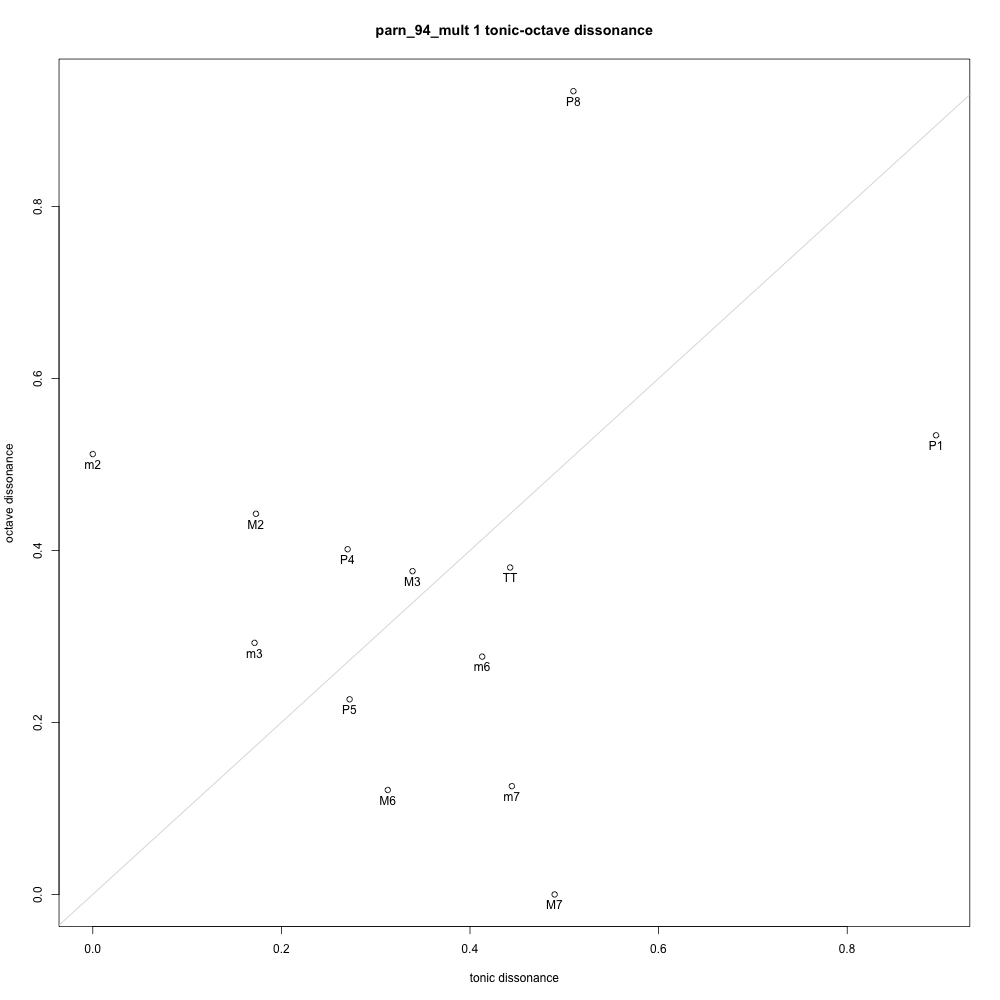 parn_94_mult 1 tonic-octave dissonance
P8
0.8
0.6
P1
m2
octave dissonance
M2
0.4
P4
M3
TT
m3
m6
0.2
P5
M6
m7
0.0
M7
0.0 0.2 0.4 0.6 0.8
tonic dissonance